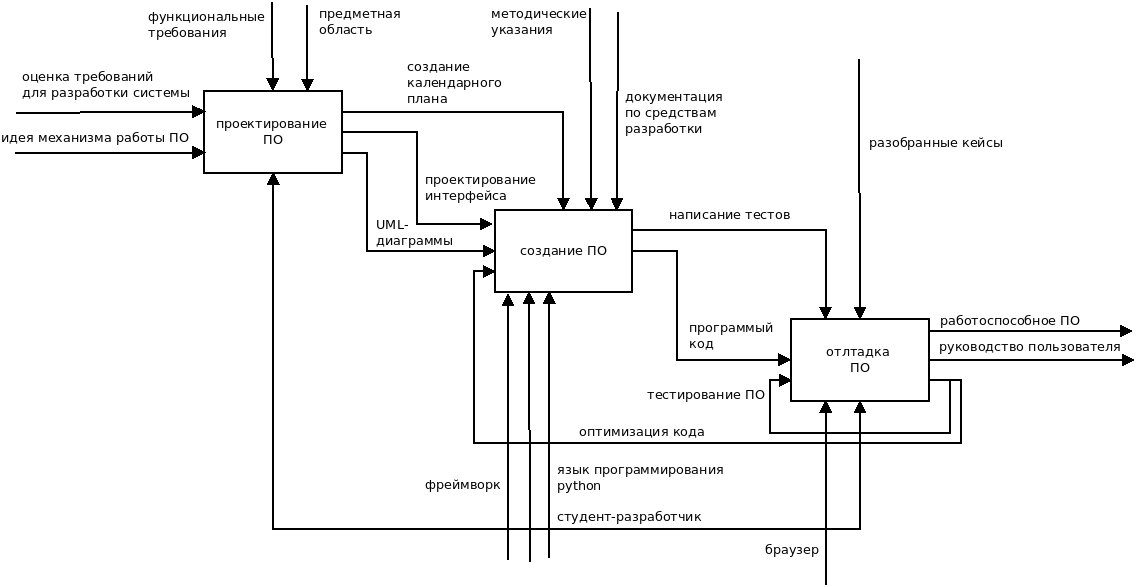 функциональные
требования
предметная
область
методические
указания
оценка требований
для разработки системы
создание
календарного
плана
документация
по средствам
разработки
идея механизма работы ПО
проектирование
ПО
разобранные кейсы
проектирование
интерфейса
UML-
диаграммы
написание тестов
создание ПО
программый
код
работоспособное ПО
руководство пользователя
отлтадка
ПО
тестирование ПО
оптимизация кода
фреймворк
язык программирования
python
студент-разработчик
браузер